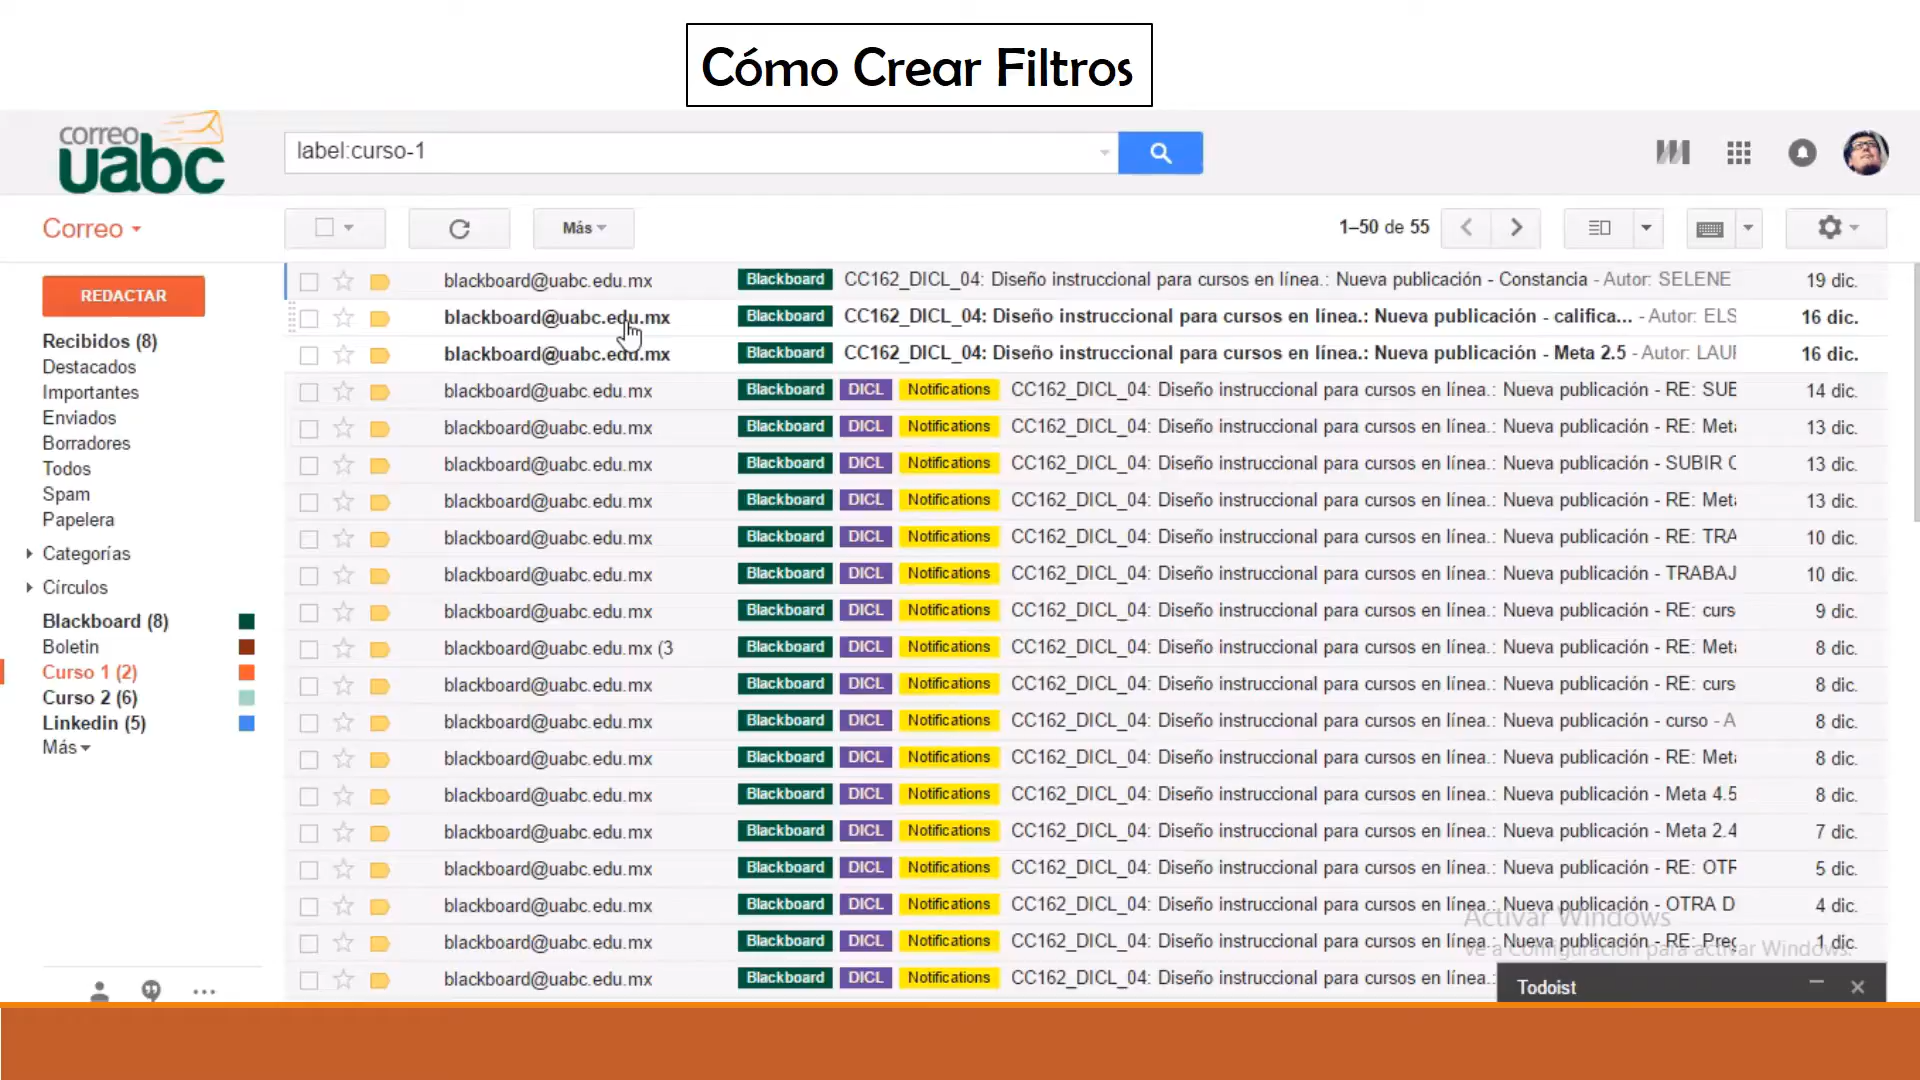 Cómo Crear Filtros
correo
uabc
label:curso-1
Correo
Más
1–50 de 55
REDACTAR
Recibidos (8)
Destacados
Importantes
Enviados
Borradores
Todos
Spam
Papelera
Categorías
Círculos
Blackboard (8)
Boletin
Curso 1 (2)
Curso 2 (6)
Linkedin (5)
Más
blackboard@uabc.edu.mx Blackboard CC162_DICL_04: Diseño instruccional para cursos en línea.: Nueva publicación - Constancia - Autor: SELENE 19 dic.
blackboard@uabc.edu.mx Blackboard CC162_DICL_04: Diseño instruccional para cursos en línea.: Nueva publicación - califica... - Autor: ELS 16 dic.
blackboard@uabc.edu.mx Blackboard CC162_DICL_04: Diseño instruccional para cursos en línea.: Nueva publicación - Meta 2.5 - Autor: LAUR 16 dic.
blackboard@uabc.edu.mx Blackboard DICL Notifications CC162_DICL_04: Diseño instruccional para cursos en línea.: Nueva publicación - RE: SUB 14 dic.
blackboard@uabc.edu.mx Blackboard DICL Notifications CC162_DICL_04: Diseño instruccional para cursos en línea.: Nueva publicación - RE: Meta 13 dic.
blackboard@uabc.edu.mx Blackboard DICL Notifications CC162_DICL_04: Diseño instruccional para cursos en línea.: Nueva publicación - SUBIR C 13 dic.
blackboard@uabc.edu.mx Blackboard DICL Notifications CC162_DICL_04: Diseño instruccional para cursos en línea.: Nueva publicación - RE: Meta 13 dic.
blackboard@uabc.edu.mx Blackboard DICL Notifications CC162_DICL_04: Diseño instruccional para cursos en línea.: Nueva publicación - RE: TRA 10 dic.
blackboard@uabc.edu.mx Blackboard DICL Notifications CC162_DICL_04: Diseño instruccional para cursos en línea.: Nueva publicación - TRABAJ 10 dic.
blackboard@uabc.edu.mx Blackboard DICL Notifications CC162_DICL_04: Diseño instruccional para cursos en línea.: Nueva publicación - RE: curs 9 dic.
blackboard@uabc.edu.mx (3 Blackboard DICL Notifications CC162_DICL_04: Diseño instruccional para cursos en línea.: Nueva publicación - RE: Meta 8 dic.
blackboard@uabc.edu.mx Blackboard DICL Notifications CC162_DICL_04: Diseño instruccional para cursos en línea.: Nueva publicación - RE: curs 8 dic.
blackboard@uabc.edu.mx Blackboard DICL Notifications CC162_DICL_04: Diseño instruccional para cursos en línea.: Nueva publicación - curso - A 8 dic.
blackboard@uabc.edu.mx Blackboard DICL Notifications CC162_DICL_04: Diseño instruccional para cursos en línea.: Nueva publicación - RE: Meta 8 dic.
blackboard@uabc.edu.mx Blackboard DICL Notifications CC162_DICL_04: Diseño instruccional para cursos en línea.: Nueva publicación - Meta 4.5 8 dic.
blackboard@uabc.edu.mx Blackboard DICL Notifications CC162_DICL_04: Diseño instruccional para cursos en línea.: Nueva publicación - Meta 2.4 7 dic.
blackboard@uabc.edu.mx Blackboard DICL Notifications CC162_DICL_04: Diseño instruccional para cursos en línea.: Nueva publicación - RE: OTR 5 dic.
blackboard@uabc.edu.mx Blackboard DICL Notifications CC162_DICL_04: Diseño instruccional para cursos en línea.: Nueva publicación - OTRA D 4 dic.
blackboard@uabc.edu.mx Blackboard DICL Notifications CC162_DICL_04: Diseño instruccional para cursos en línea.: Nueva publicación - RE: Preg 1 dic.
blackboard@uabc.edu.mx Blackboard DICL Notifications CC162_DICL_04: Diseño instruccional para cursos en línea.:
Activar Windows
Ve a Configuración para activar Windows.
Todoist